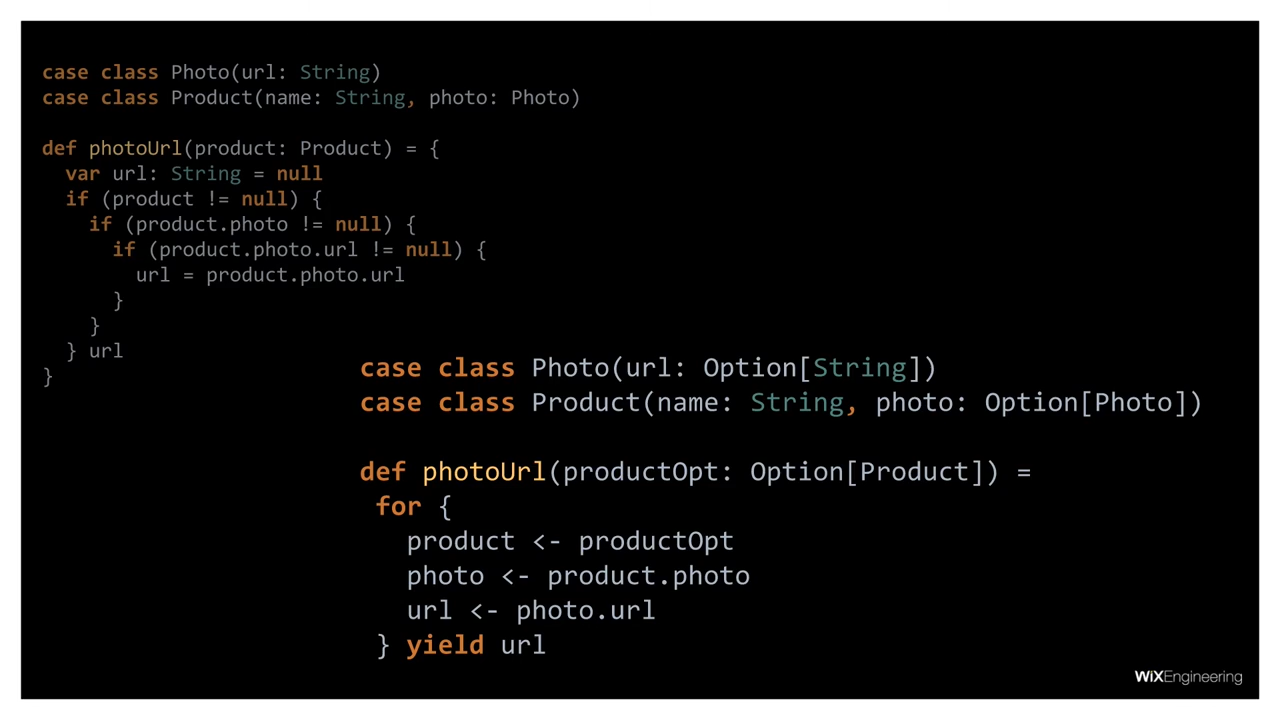 case class Photo(url: String)
case class Product(name: String, photo: Photo)
def photoUrl(product: Product) = {
var url: String = null
if (product != null) {
if (product.photo != null) {
if (product.photo.url != null) {
url = product.photo.url
}
}
} url
}
case class Photo(url: Option[String])
case class Product(name: String, photo: Option[Photo])
def photoUrl(productOpt: Option[Product]) =
for {
product <- productOpt
photo <- product.photo
url <- photo.url
} yield url
WiXEngineering